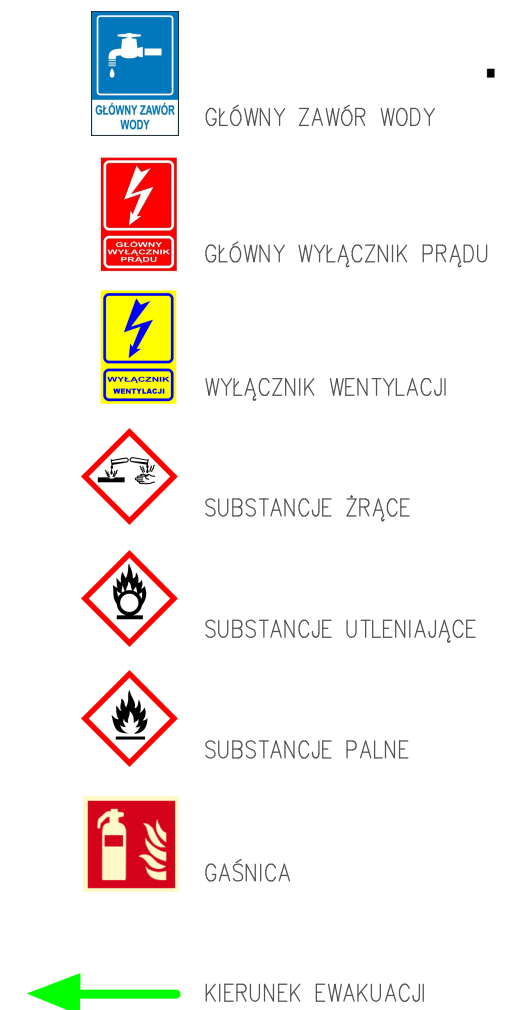 GŁÓWNY ZAWÓR
WODY
GŁÓWNY ZAWÓR WODY
GŁÓWNY
WYŁĄCZNIK
PRĄDU
GŁÓWNY WYŁĄCZNIK PRĄDU
WYŁĄCZNIK
WENTYLACJI
WYŁĄCZNIK WENTYLACJI
SUBSTANCJE ŻRĄCE
SUBSTANCJE UTLENIAJĄCE
SUBSTANCJE PALNE
GAŚNICA
KIERUNEK EWAKUACJI